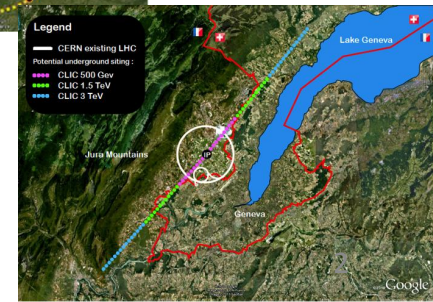 Legend
CERN existing LHC
Potential underground siting :
CLIC 500 Gev
CLIC 1.5 TeV
CLIC 3 TeV
Lake Geneva
Jura Mountains
IP
Geneva
Google